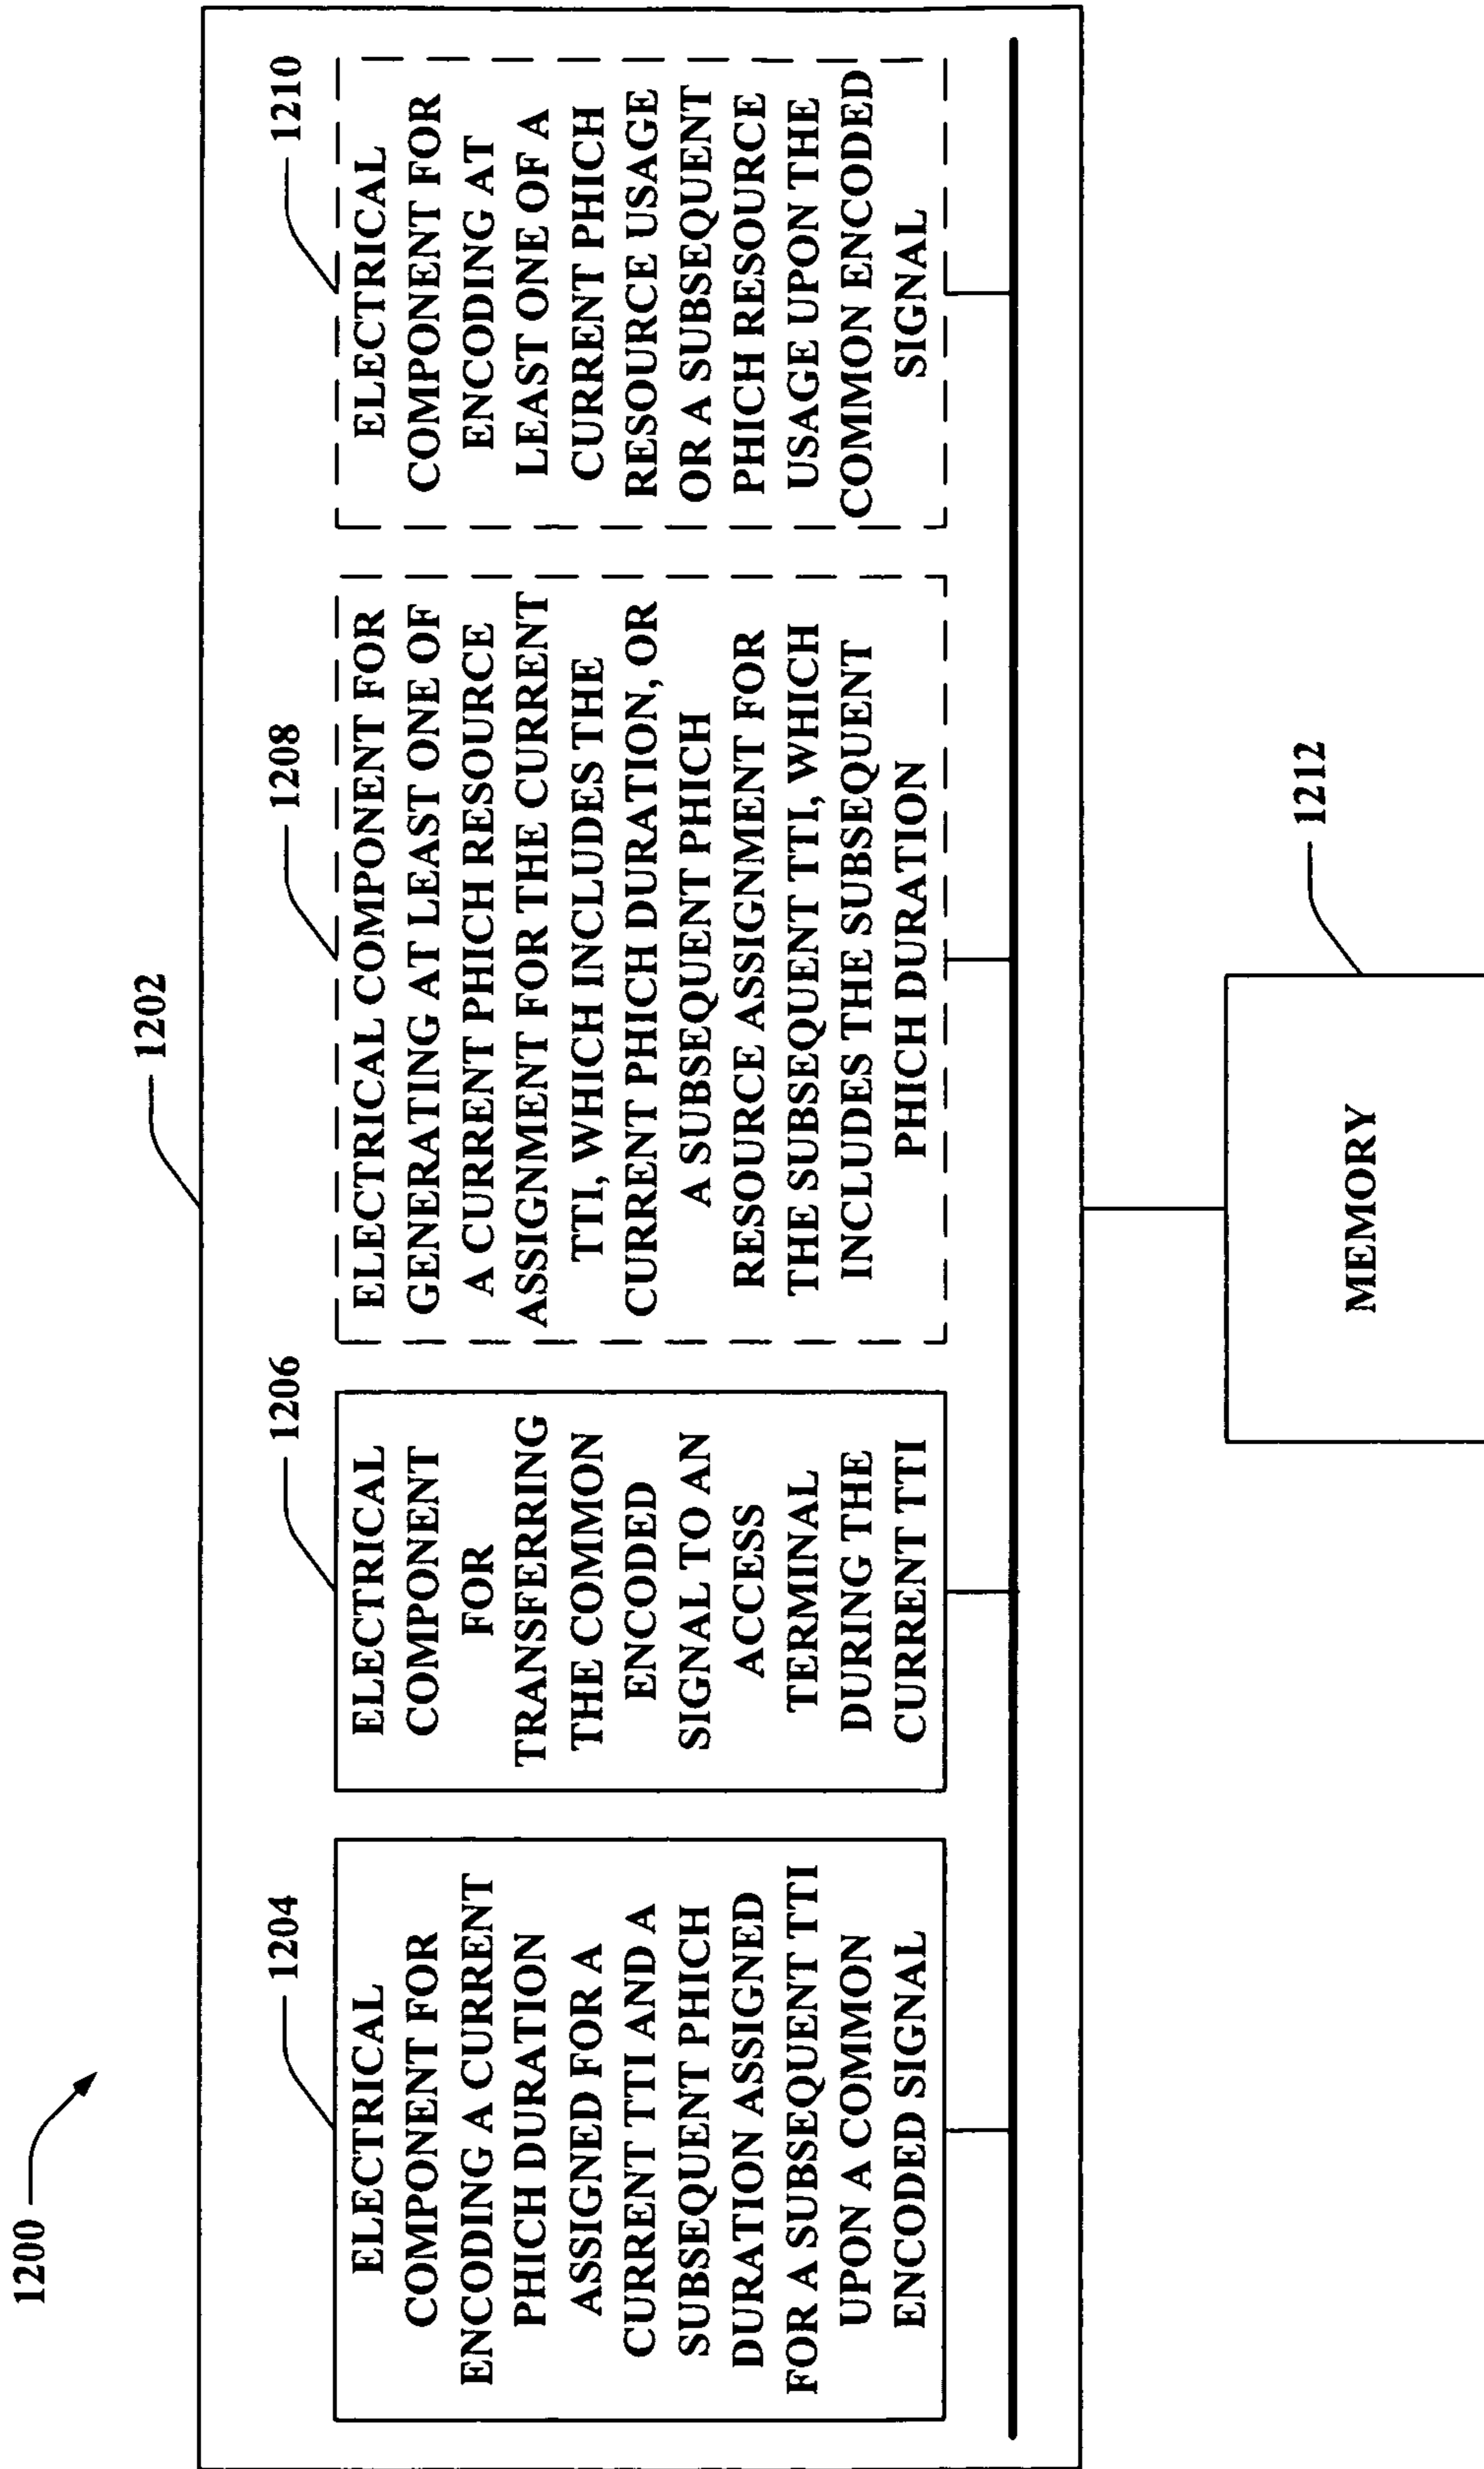 1200
1202
1204
ELECTRICAL
COMPONENT FOR
ENCODING A CURRENT
PHICH DURATION
ASSIGNED FOR A
CURRENT TTI AND A
SUBSEQUENT PHICH
DURATION ASSIGNED
FOR A SUBSEQUENT TTI
UPON A COMMON
ENCODED SIGNAL
1206
ELECTRICAL
COMPONENT
FOR
TRANSFERRING
THE COMMON
ENCODED
SIGNAL TO AN
ACCESS
TERMINAL
DURING THE
CURRENT TTI
1208
ELECTRICAL COMPONENT FOR
GENERATING AT LEAST ONE OF
A CURRENT PHICH RESOURCE
ASSIGNMENT FOR THE CURRENT
TTI, WHICH INCLUDES THE
CURRENT PHICH DURATION, OR
A SUBSEQUENT PHICH
RESOURCE ASSIGNMENT FOR
THE SUBSEQUENT TTI, WHICH
INCLUDES THE SUBSEQUENT
PHICH DURATION
1210
ELECTRICAL
COMPONENT FOR
ENCODING AT
LEAST ONE OF A
CURRENT PHICH
RESOURCE USAGE
OR A SUBSEQUENT
PHICH RESOURCE
USAGE UPON THE
COMMON ENCODED
SIGNAL
1212
MEMORY